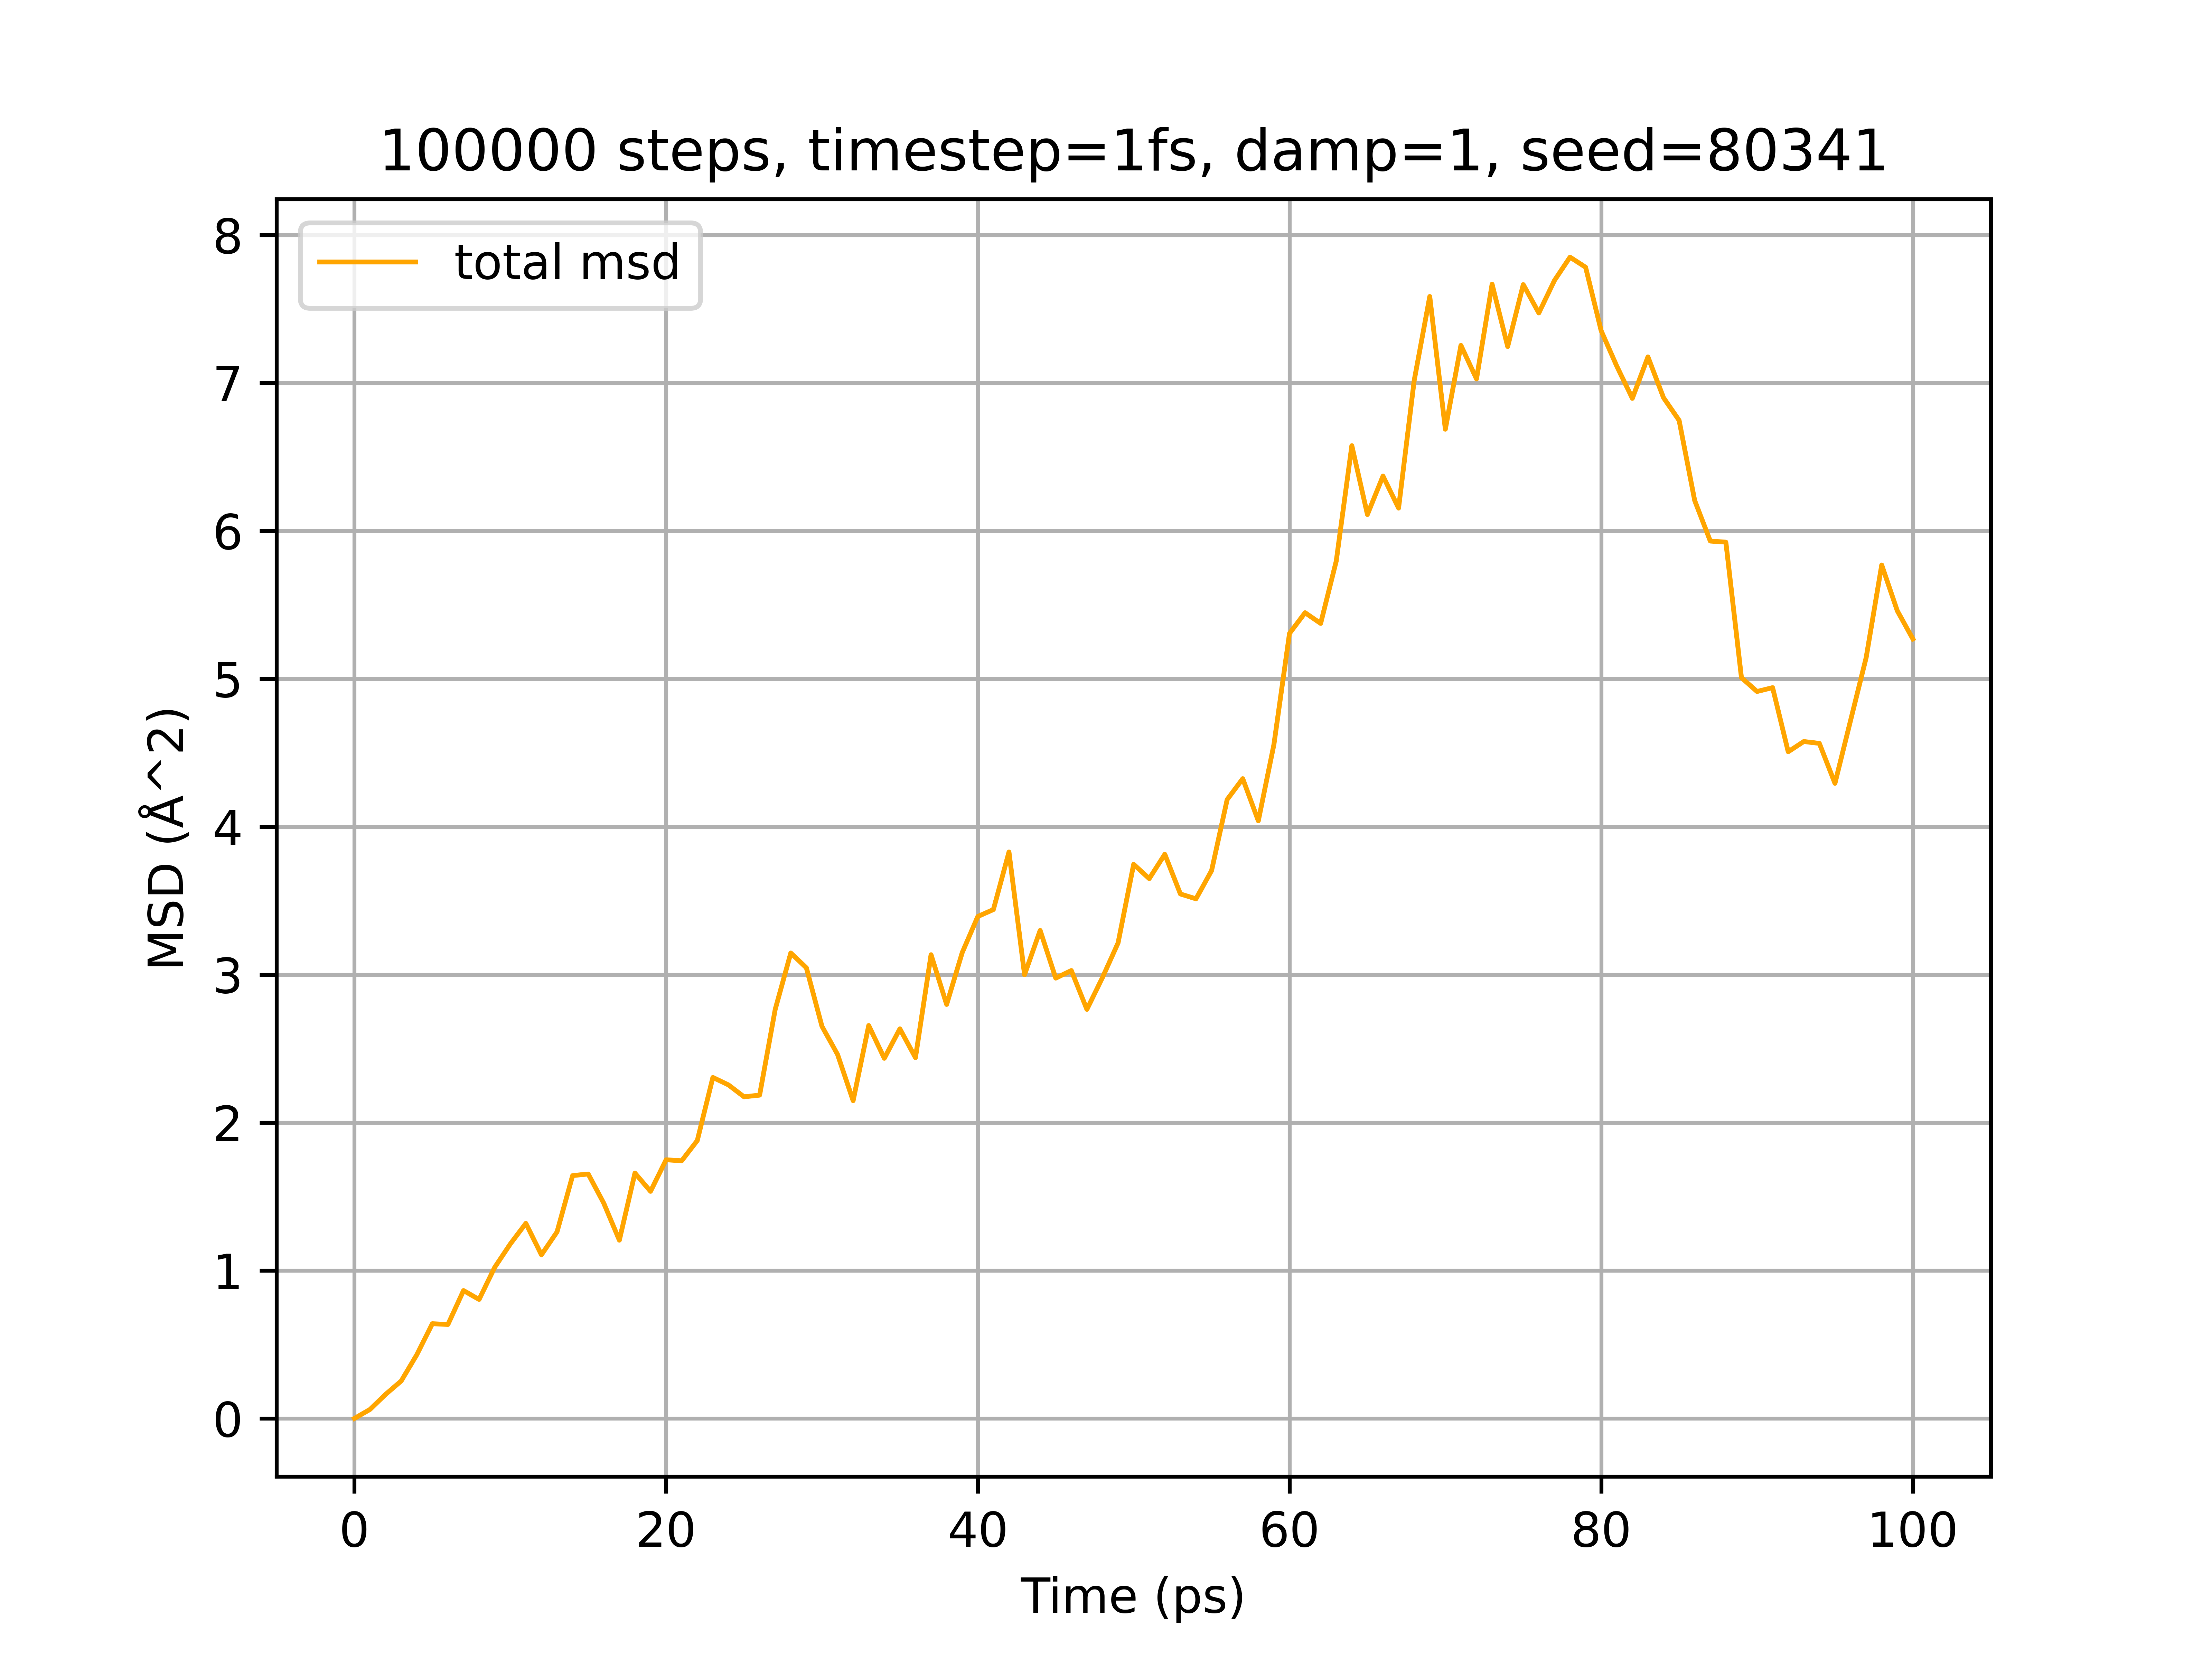 100000 steps, timestep=1fs, damp=1, seed=80341
total msd
8
7
6
5
4
3
2
1
0
MSD (Å^2)
0 20 40 60 80 100
Time (ps)